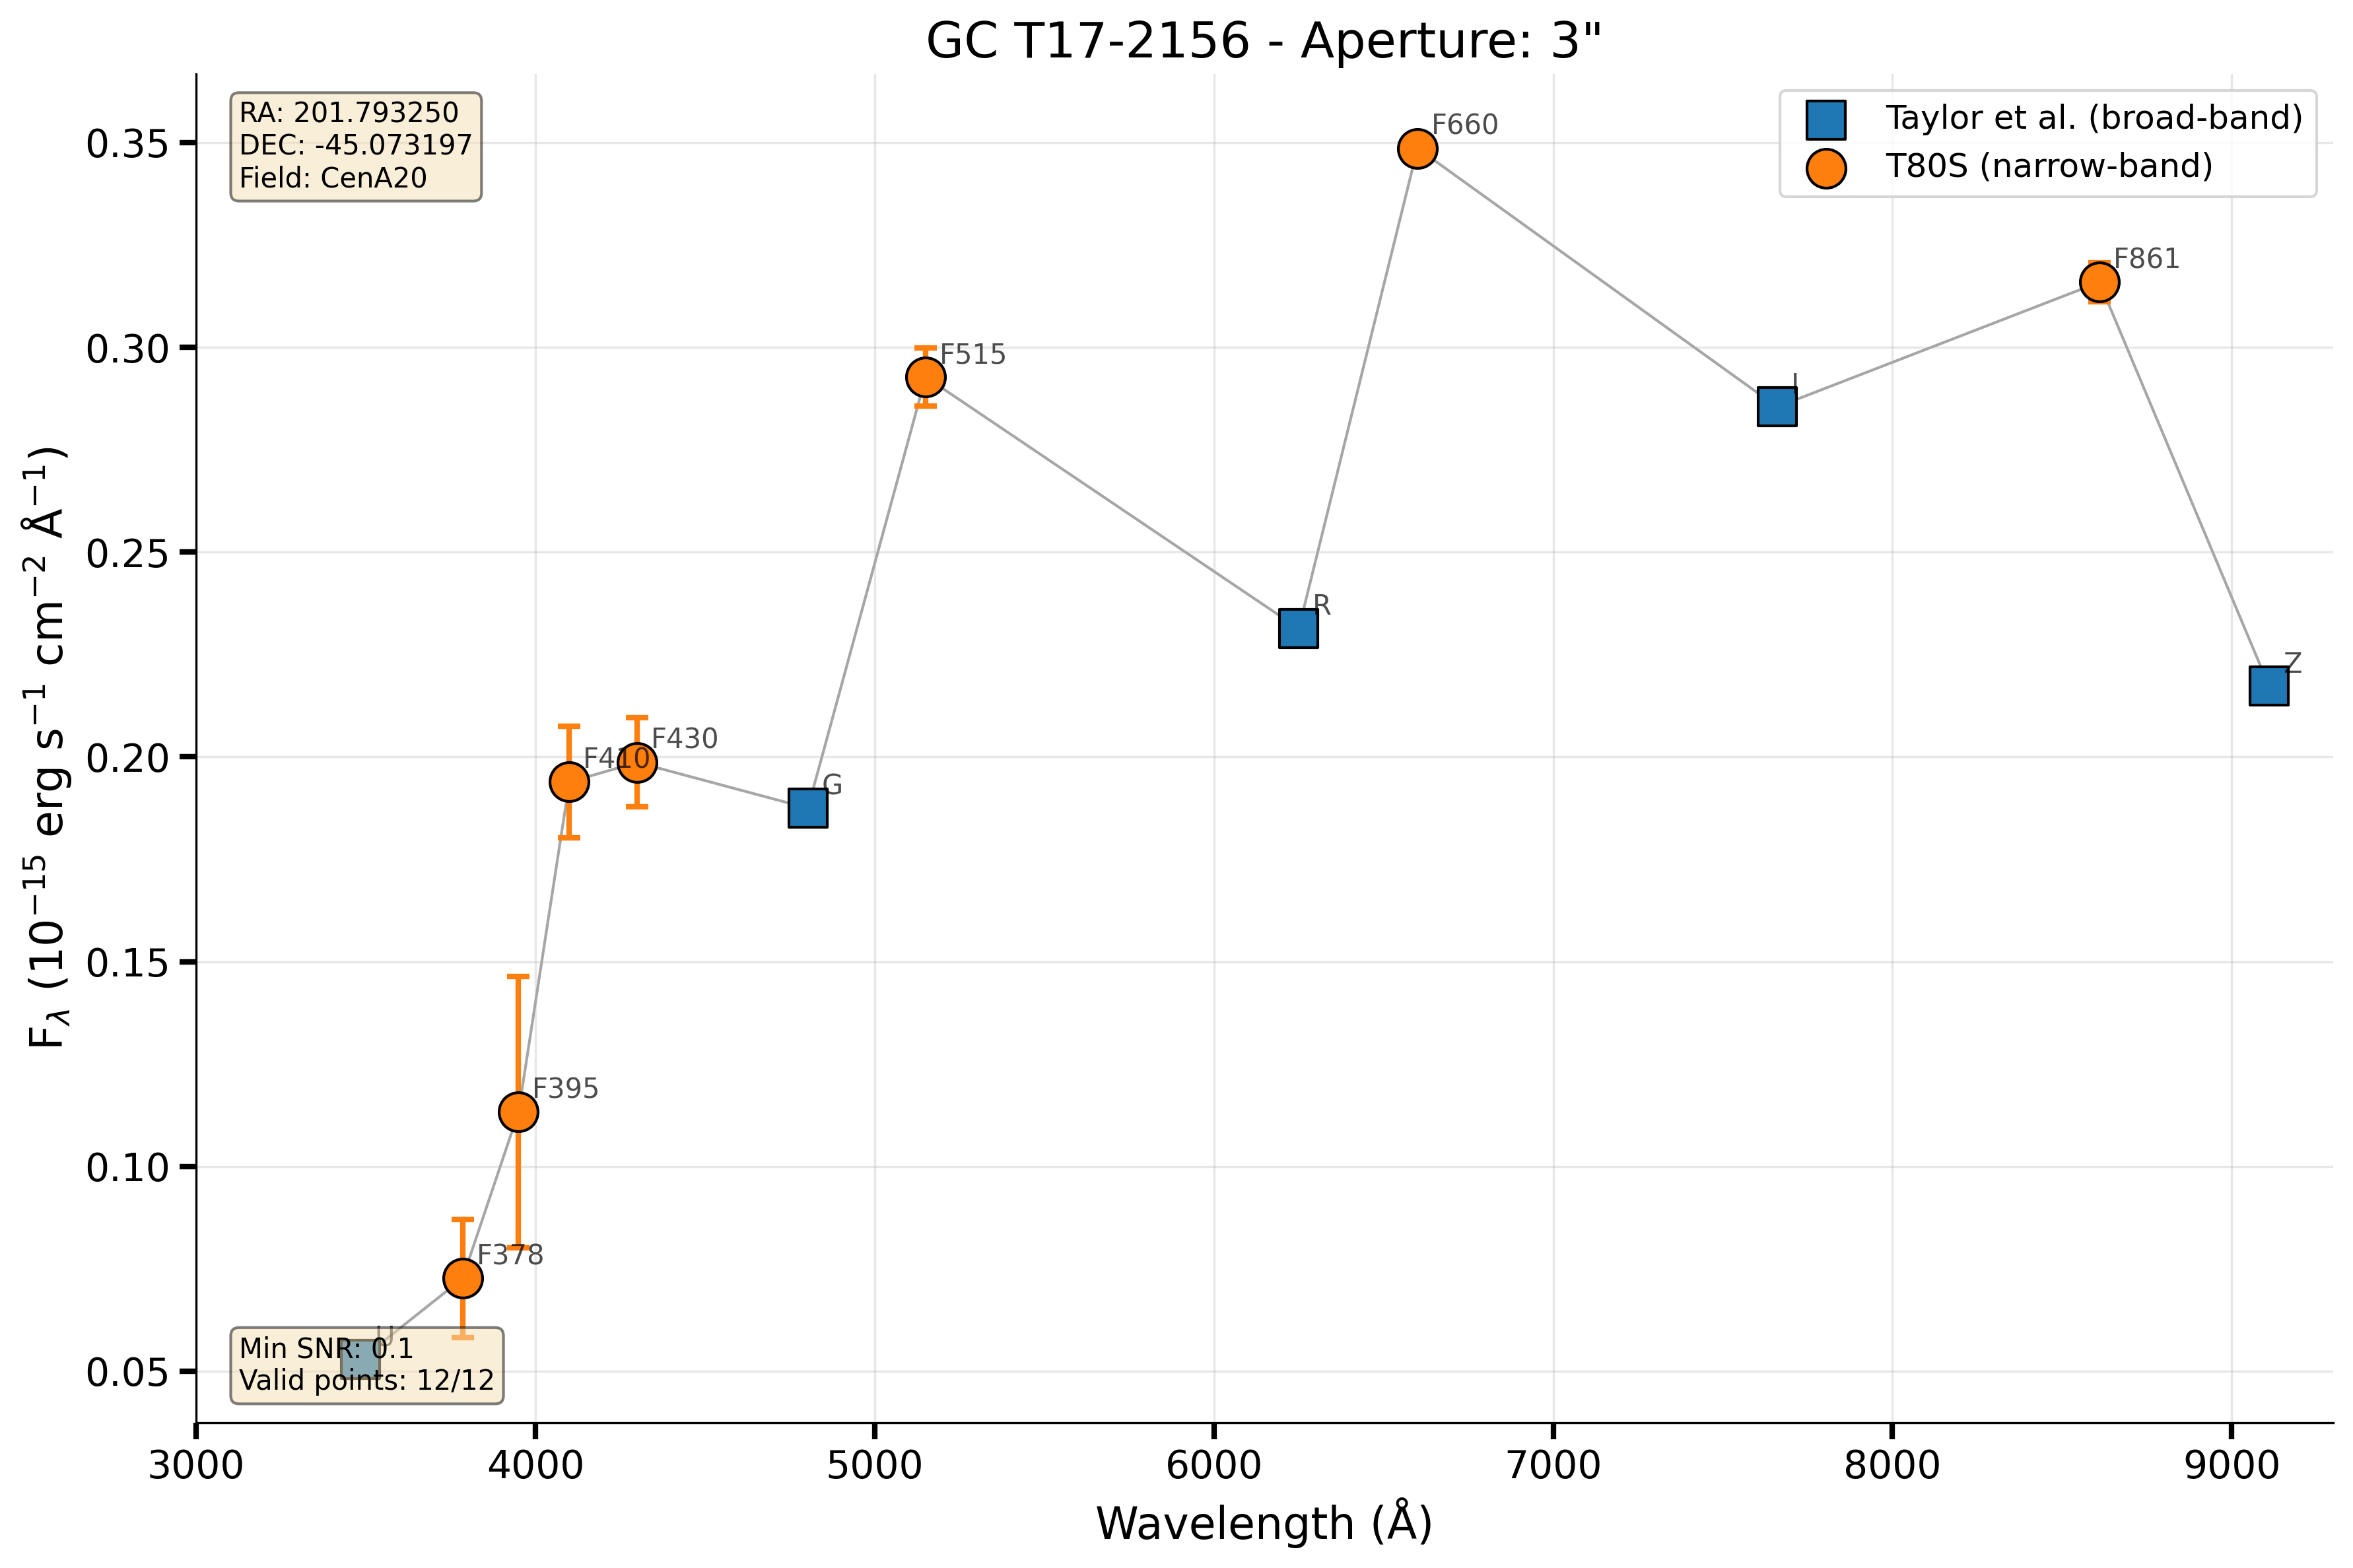 GC T17-2156 - Aperture: 3"
RA: 201.793250
DEC: -45.073197
Field: CenA20
Taylor et al. (broad-band)
T80S (narrow-band)
F660
F861
F515
I
R
Z
F430
F410
G
F395
F378
U
Min SNR: 0.1
Valid points: 12/12
0.35
0.30
0.25
0.20
0.15
0.10
0.05
F_λ (10⁻¹⁵ erg s⁻¹ cm⁻² Å⁻¹)
3000 4000 5000 6000 7000 8000 9000
Wavelength (Å)